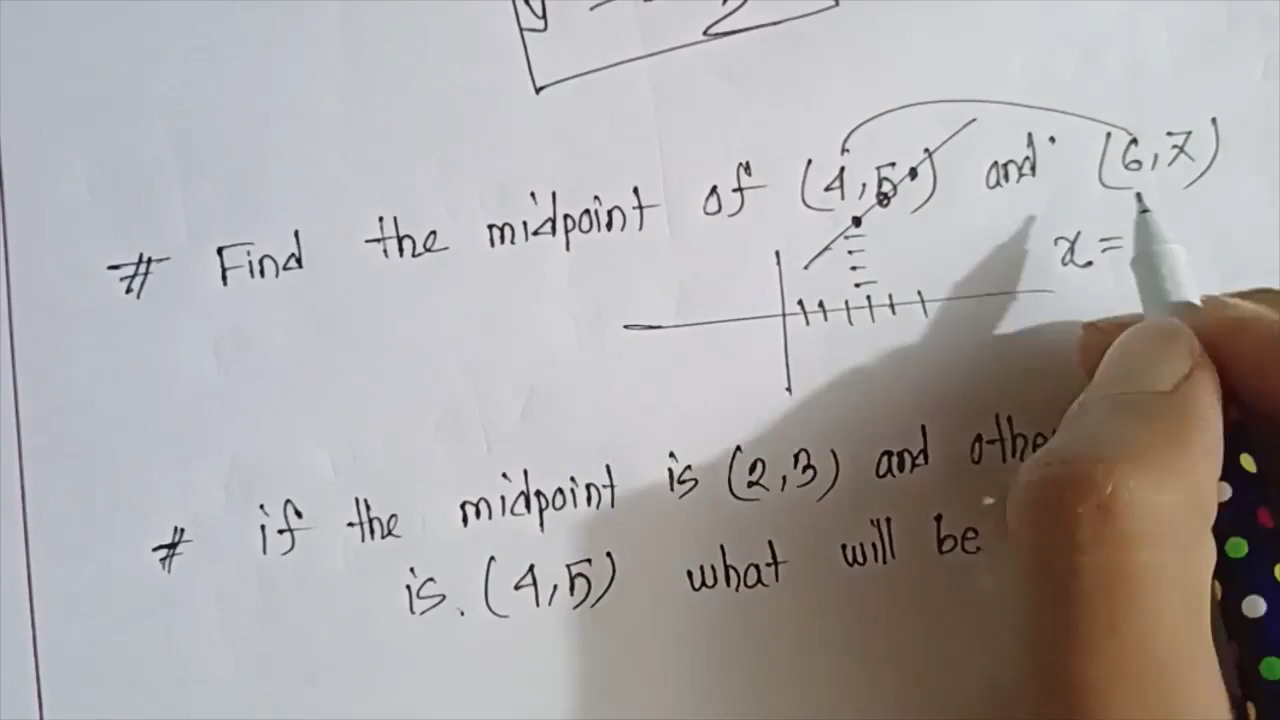 # Find the midpoint of (4,5) and (6,7)
x =
# if the midpoint is (2,3) and othe
is. (4,5) what will be